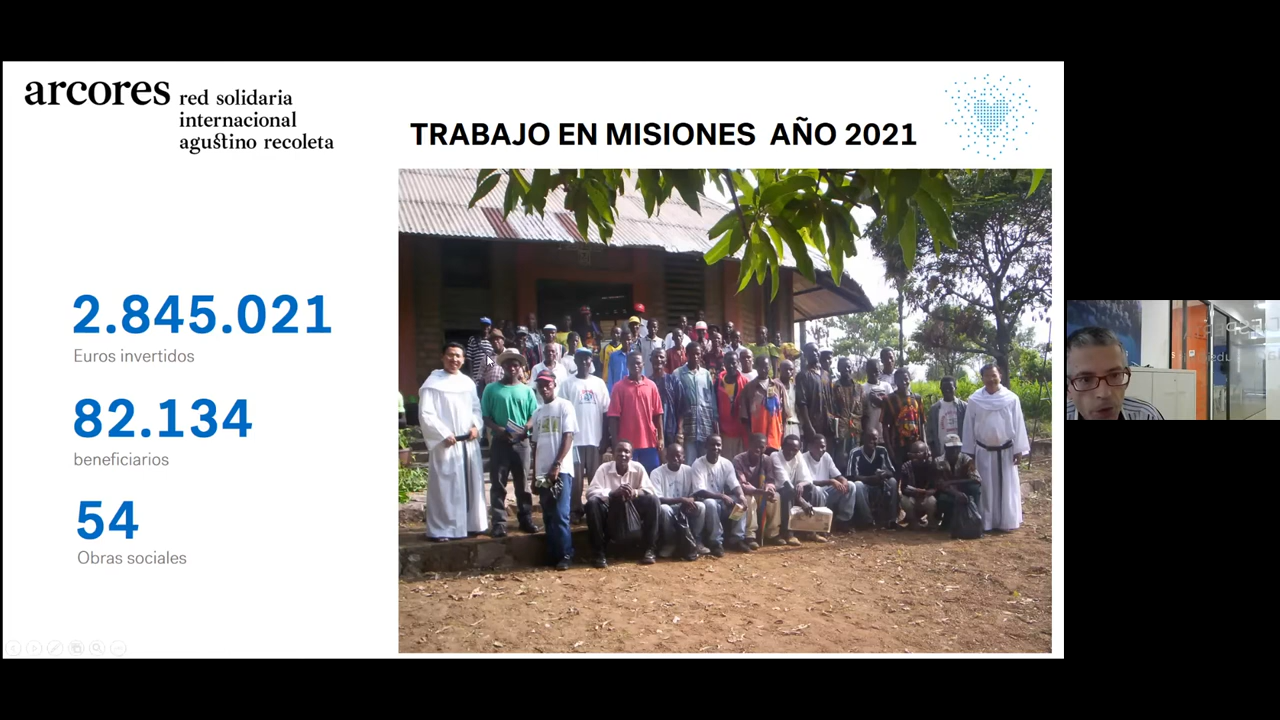 arcores
red solidaria
internacional
agustino recoleta
TRABAJO EN MISIONES AÑO 2021
2.845.021
Euros invertidos
82.134
beneficiarios
54
Obras sociales